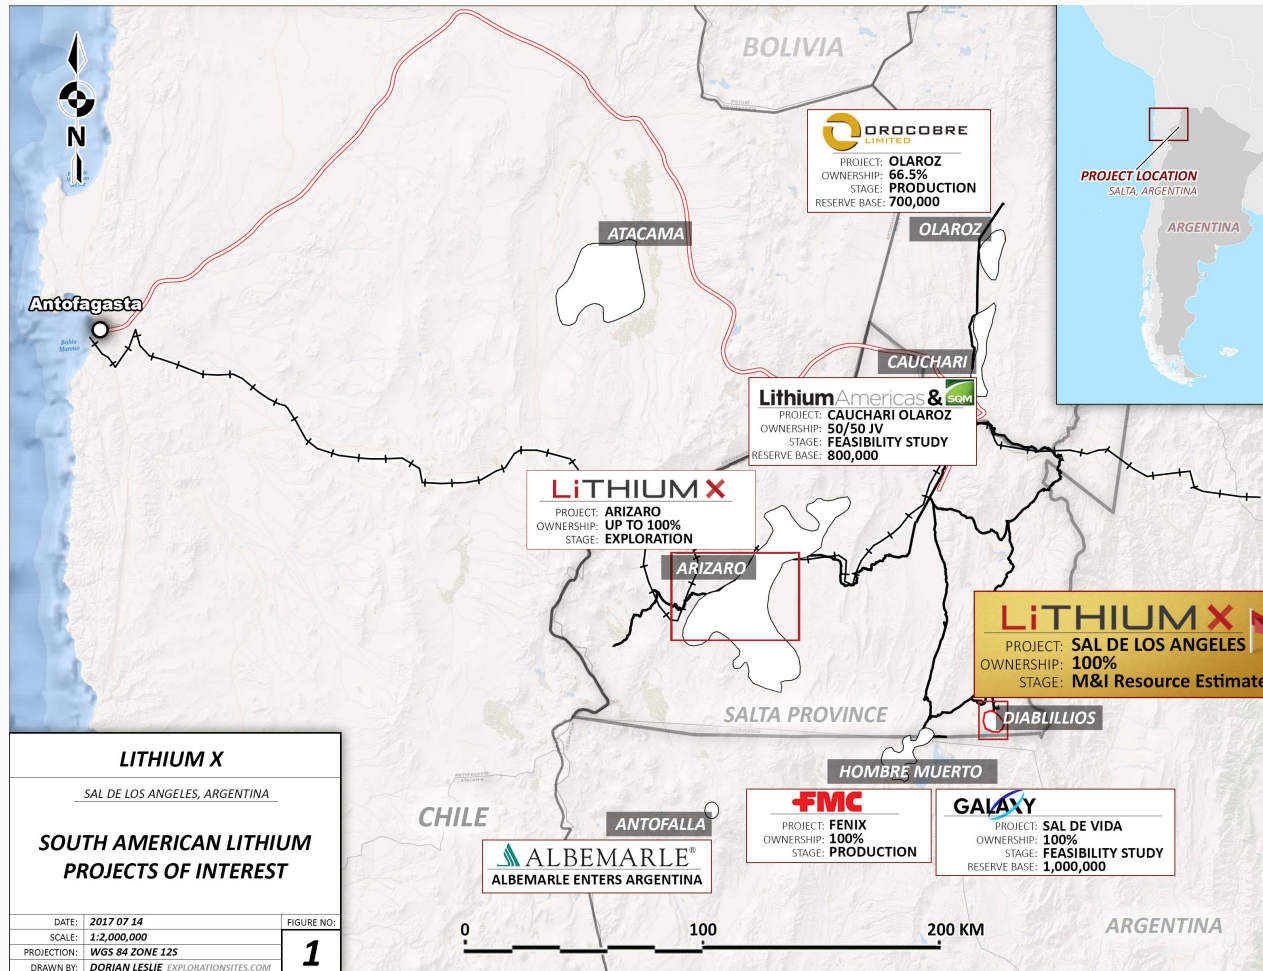 BOLIVIA
N
OROCOBRE
LIMITED
PROJECT: OLAROZ
OWNERSHIP: 66.5%
STAGE: PRODUCTION
RESERVE BASE: 700,000
PROJECT LOCATION
SALTA, ARGENTINA
ARGENTINA
ATACAMA
OLAROZ
Antofagasta
Bahia
Moreno
CAUCHARI
LithiumAmericas & SQM
PROJECT: CAUCHARI OLAROZ
OWNERSHIP: 50/50 JV
STAGE: FEASIBILITY STUDY
RESERVE BASE: 800,000
LiTHIUM X
PROJECT: ARIZARO
OWNERSHIP: UP TO 100%
STAGE: EXPLORATION
ARIZARO
LiTHIUM X
PROJECT: SAL DE LOS ANGELES
OWNERSHIP: 100%
STAGE: M&I Resource Estimate
SALTA PROVINCE
DIABLILLIOS
HOMBRE MUERTO
CHILE
ANTOFALLA
ALBEMARLE®
ALBEMARLE ENTERS ARGENTINA
FMC
PROJECT: FENIX
OWNERSHIP: 100%
STAGE: PRODUCTION
GALAXY
PROJECT: SAL DE VIDA
OWNERSHIP: 100%
STAGE: FEASIBILITY STUDY
RESERVE BASE: 1,000,000
ARGENTINA
0 100 200 KM
LITHIUM X
SAL DE LOS ANGELES, ARGENTINA
SOUTH AMERICAN LITHIUM
PROJECTS OF INTEREST
DATE: 2017 07 14
SCALE: 1:2,000,000
PROJECTION: WGS 84 ZONE 12S
DRAWN BY: DORIAN LESLIE EXPLORATIONSITES.COM
FIGURE NO:
1